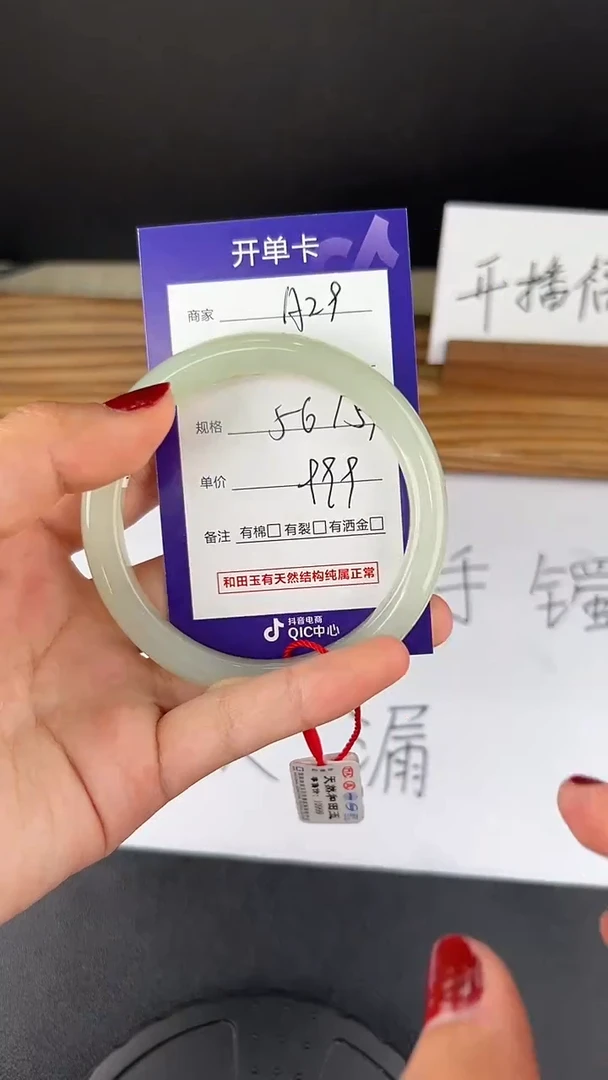 开单卡
商家 A29
规格 5615
单价 999
备注 有棉□有裂□有洒金□
和田玉有天然结构纯属正常
抖音电商
QIC中心
开播
手镯
漏
天然和田玉